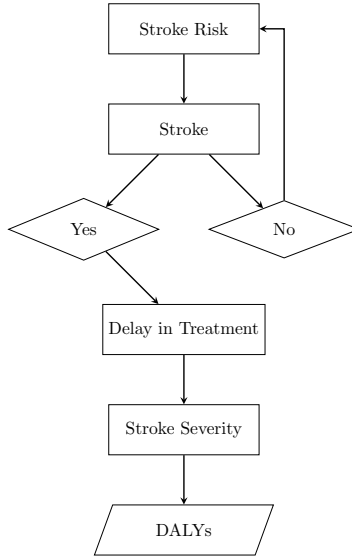 Stroke Risk
Stroke
Yes
No
Delay in Treatment
Stroke Severity
DALYs